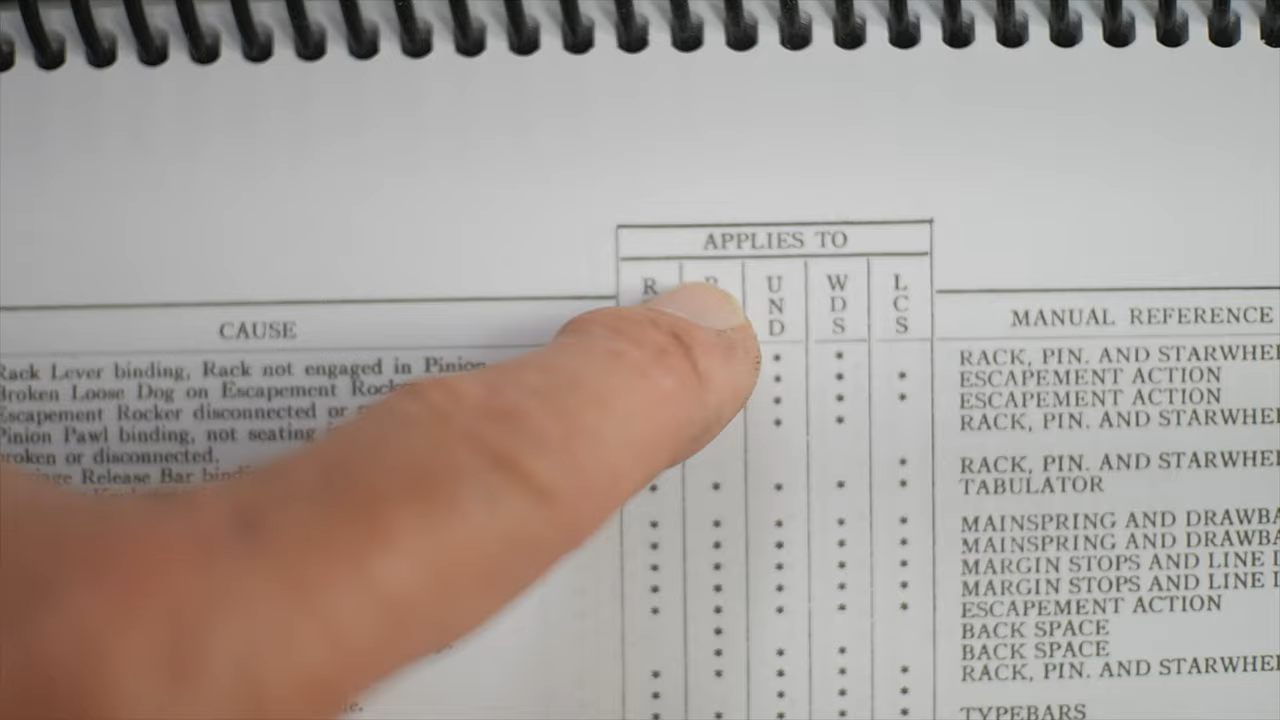 APPLIES TO
R
U N D
W D S
L C S
CAUSE
MANUAL REFERENCE
Rack Lever binding, Rack not engaged in Pinion
* * RACK, PIN. AND STARWHE
Broken Loose Dog on Escapement
* * * ESCAPEMENT ACTION
Escapement Rocker disconnected or
* * * ESCAPEMENT ACTION
Pinion Pawl binding, not seating
* * RACK, PIN. AND STARWHE
broken or disconnected.
* RACK, PIN. AND STARWHE
Release Bar
* * * * * TABULATOR
* * * * * MAINSPRING AND DRAWBA
* * * * * MAINSPRING AND DRAWBA
* * * * * MARGIN STOPS AND LINE
* * * * * MARGIN STOPS AND LINE
* * * * * ESCAPEMENT ACTION
* BACK SPACE
* * * BACK SPACE
* * * * * RACK, PIN. AND STARWHE
* * * *
* * * * * TYPEBARS